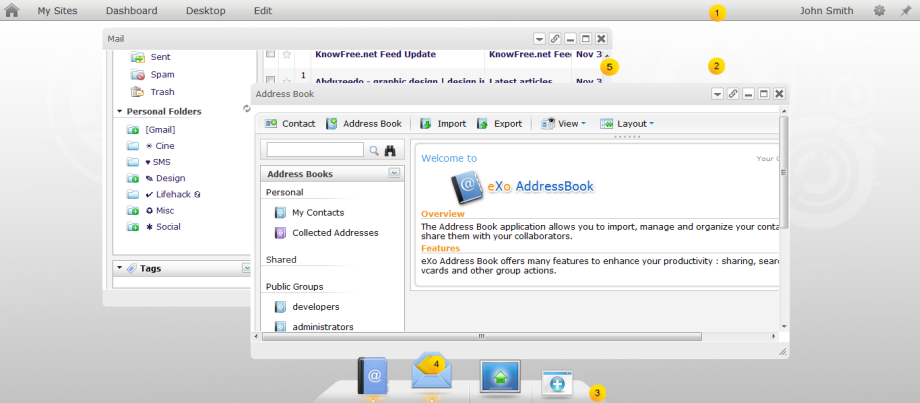 My Sites Dashboard Desktop Edit 1 John Smith
Mail
Sent
Spam
Trash
Personal Folders
[Gmail]
Cine
♥ SMS
Design
Lifehack
Misc
Social
Tags
KnowFree.net Feed Update KnowFree.net Feed Nov 3
5
2
1
Abduzeedo - graphic design | design Latest articles Nov 3
Address Book
Contact Address Book Import Export View Layout
Address Books
Personal
My Contacts
Collected Addresses
Shared
Public Groups
developers
administrators
Welcome to
eXo AddressBook
Overview
The Address Book application allows you to import, manage and organize your
share them with your collaborators.
Features
eXo Address Book offers many features to enhance your productivity : sharing,
vcards and other group actions.
4
3